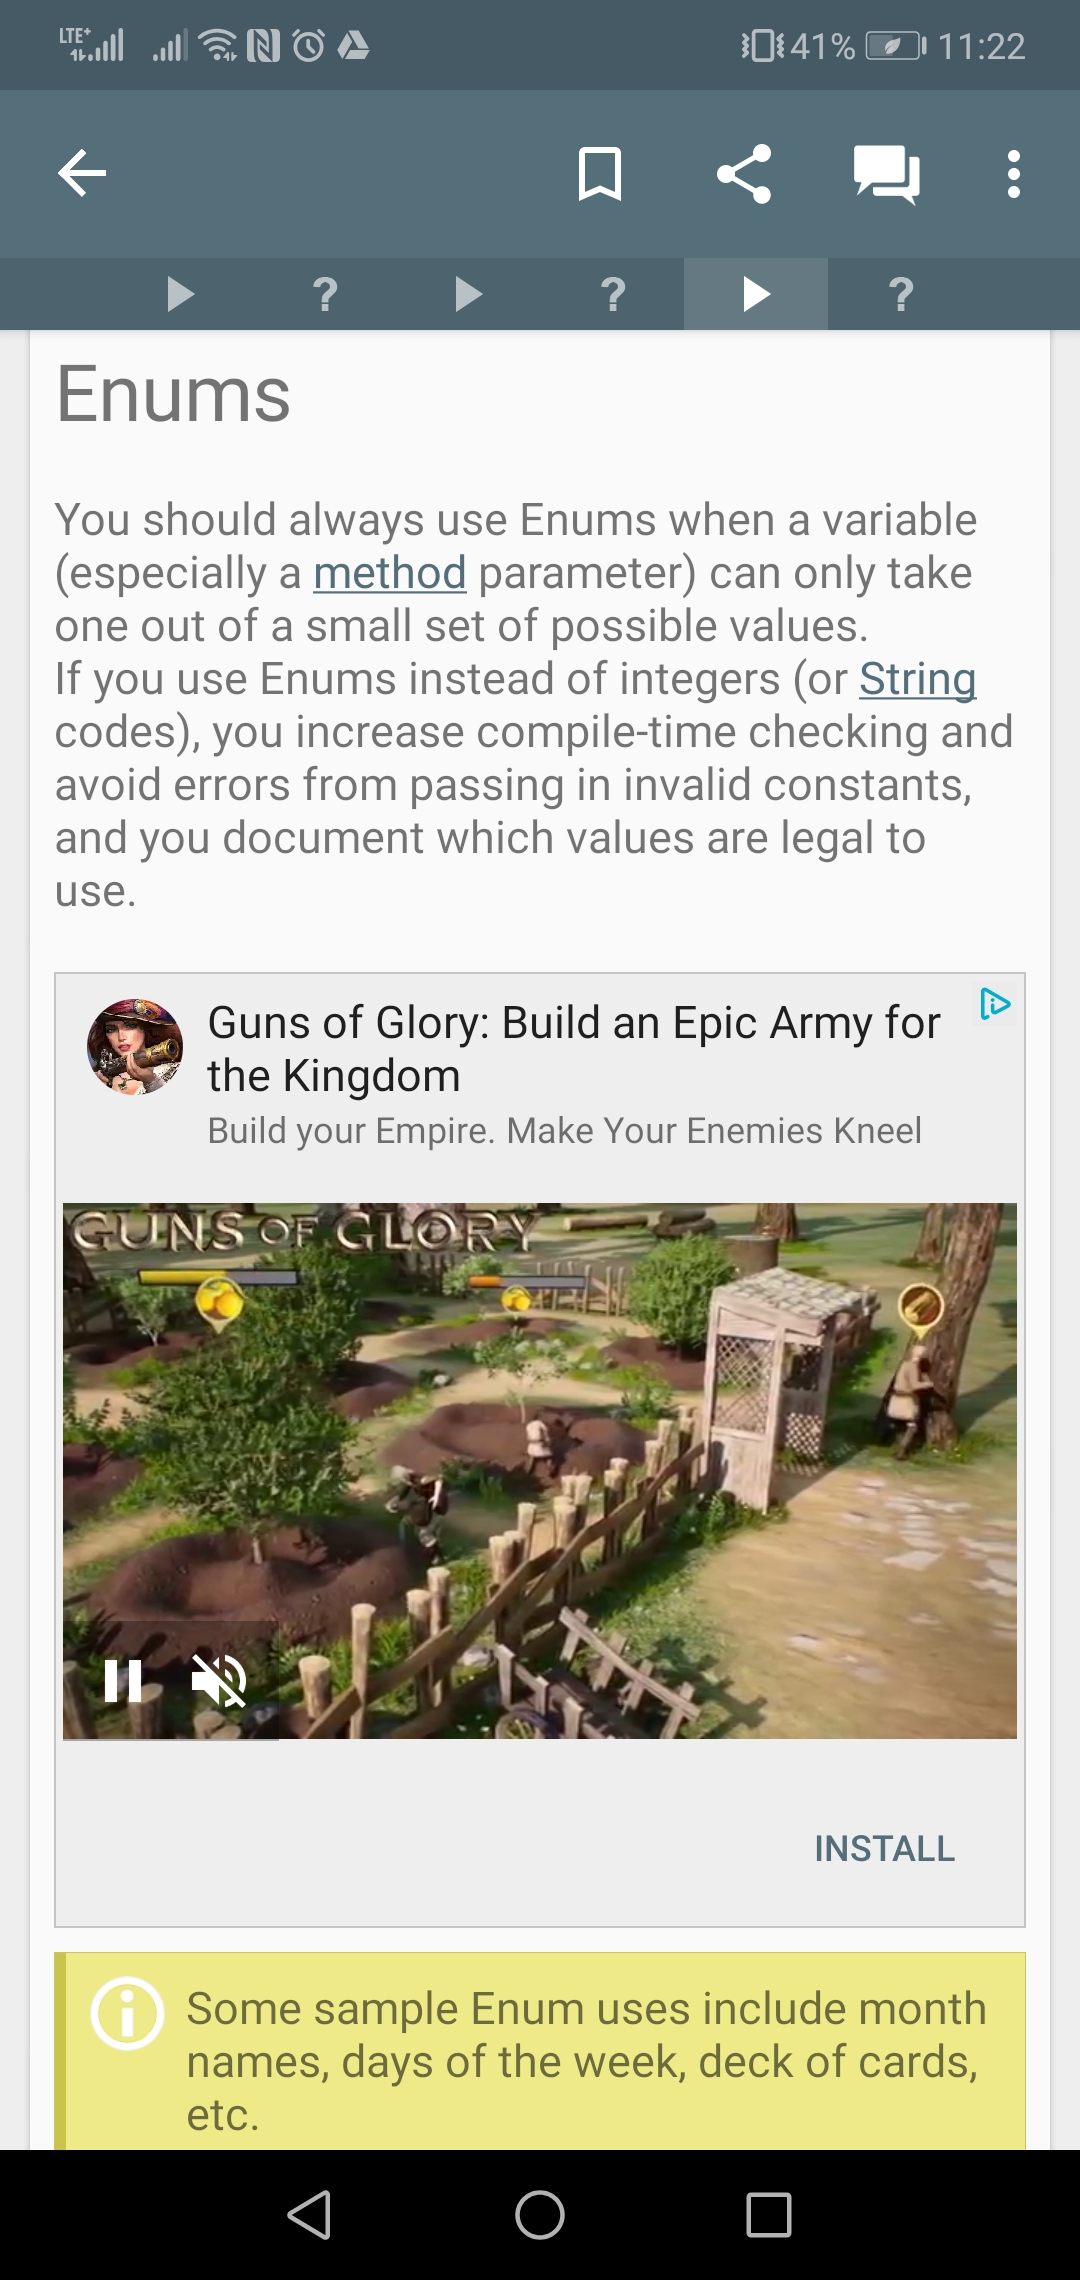 LTE+
41%
11:22
?
?
?
Enums
You should always use Enums when a variable
(especially a method parameter) can only take
one out of a small set of possible values.
If you use Enums instead of integers (or String
codes), you increase compile-time checking and
avoid errors from passing in invalid constants,
and you document which values are legal to
use.
Guns of Glory: Build an Epic Army for
the Kingdom
Build your Empire. Make Your Enemies Kneel
GUNS OF GLORY
INSTALL
Some sample Enum uses include month
names, days of the week, deck of cards,
etc.